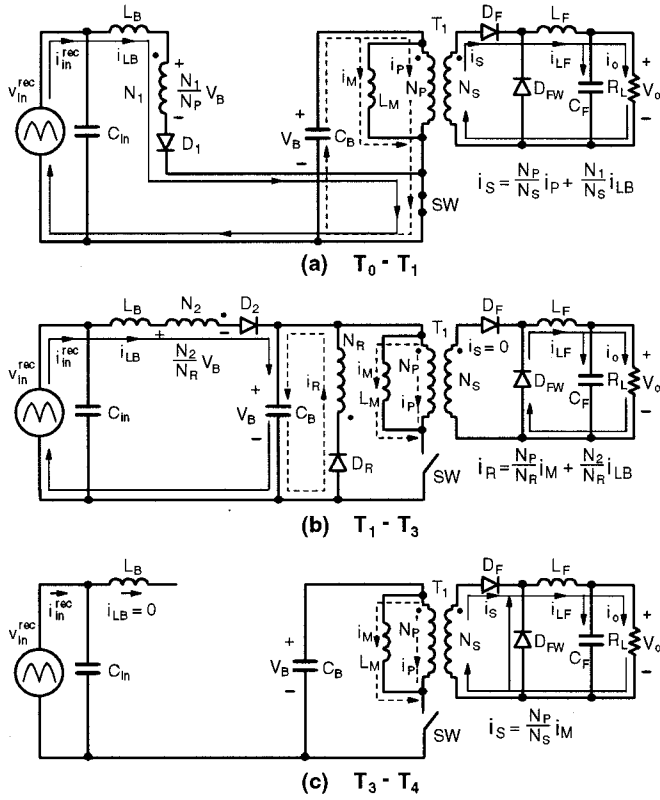 L_B
i_in^rec
i_LB
v_in^rec
C_in
N_1
+
N_1/N_P V_B
−
D_1
+
V_B
−
C_B
i_M
L_M
i_P
N_P
T_1
N_S
SW
D_F
i_S
D_FW
L_F
i_LF
C_F
i_o
R_L
+
V_o
−
i_S = N_P/N_S i_P + N_1/N_S i_LB
(a) T_0 - T_1
L_B
N_2
D_2
i_in^rec
i_LB
+
−
N_2/N_R V_B
v_in^rec
C_in
+
V_B
−
C_B
i_R
N_R
D_R
i_M
L_M
N_P
i_P
T_1
N_S
SW
D_F
i_S = 0
D_FW
L_F
i_LF
C_F
i_o
R_L
+
V_o
−
i_R = N_P/N_R i_M + N_2/N_R i_LB
(b) T_1 - T_3
L_B
i_in^rec
i_LB = 0
v_in^rec
C_in
+
V_B
−
C_B
i_M
L_M
N_P
i_P
T_1
N_S
SW
D_F
i_S
D_FW
L_F
i_LF
C_F
i_o
R_L
+
V_o
−
i_S = N_P/N_S i_M
(c) T_3 - T_4